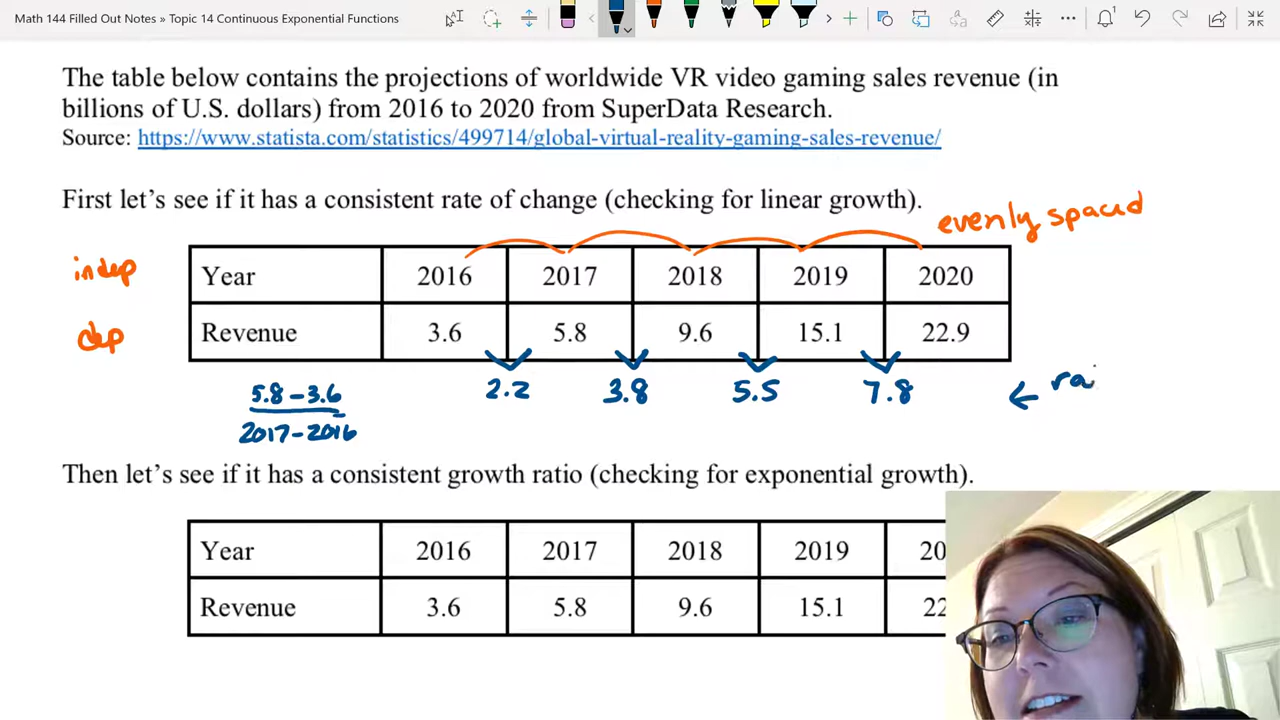 Math 144 Filled Out Notes » Topic 14 Continuous Exponential Functions
The table below contains the projections of worldwide VR video gaming sales revenue (in
billions of U.S. dollars) from 2016 to 2020 from SuperData Research.
Source: https://www.statista.com/statistics/499714/global-virtual-reality-gaming-sales-revenue/
First let's see if it has a consistent rate of change (checking for linear growth).
evenly spaced
indep Year 2016 2017 2018 2019 2020
dep Revenue 3.6 5.8 9.6 15.1 22.9
5.8-3.6 2.2 3.8 5.5 7.8 ← ra
2017-2016
Then let's see if it has a consistent growth ratio (checking for exponential growth).
Year 2016 2017 2018 2019 20
Revenue 3.6 5.8 9.6 15.1 22